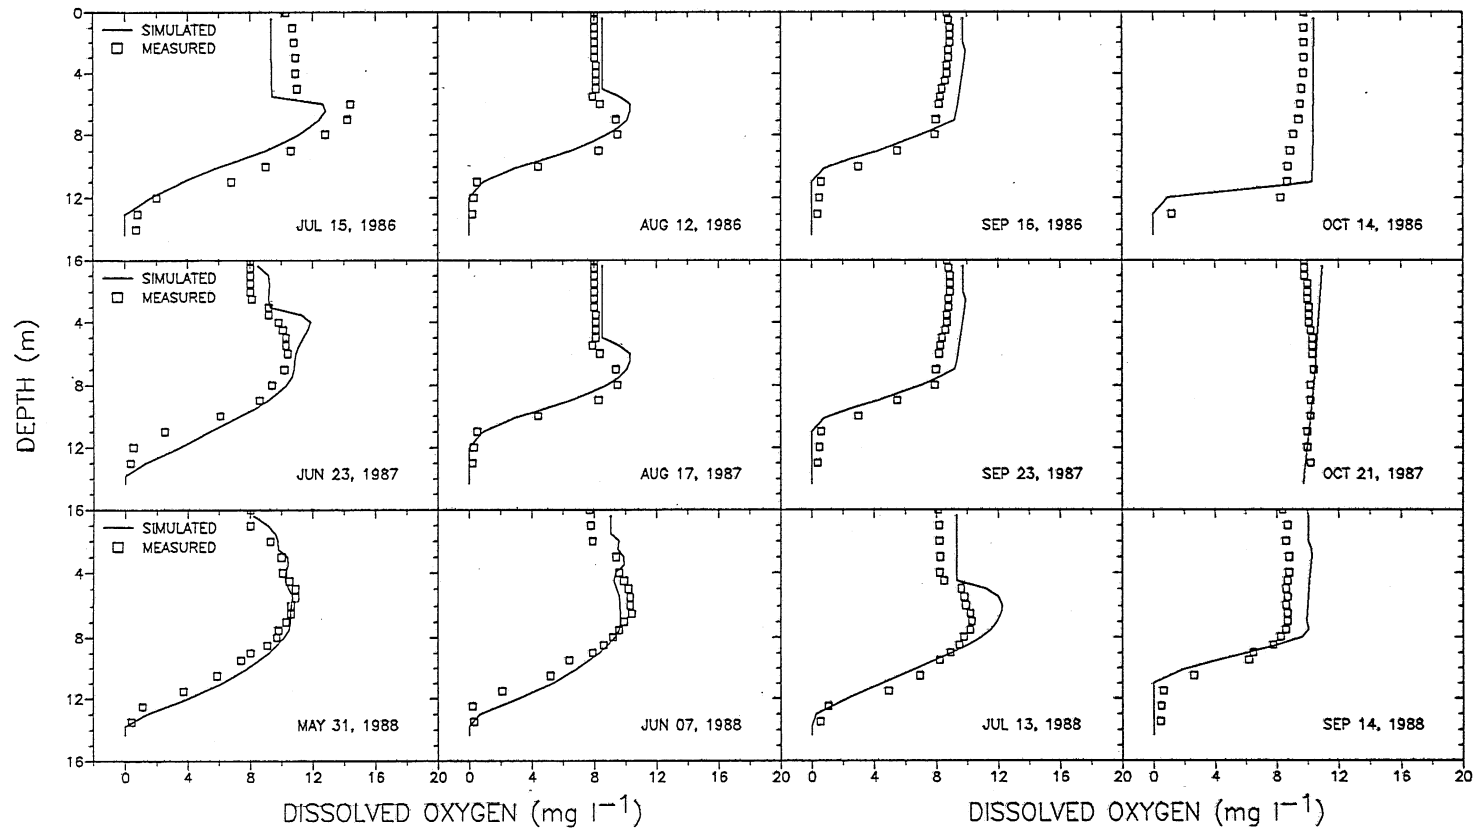 0
SIMULATED
MEASURED
4
8
12
JUL 15, 1986
AUG 12, 1986
SEP 16, 1986
OCT 14, 1986
16
SIMULATED
MEASURED
4
8
12
JUN 23, 1987
AUG 17, 1987
SEP 23, 1987
OCT 21, 1987
16
SIMULATED
MEASURED
4
8
12
MAY 31, 1988
JUN 07, 1988
JUL 13, 1988
SEP 14, 1988
16
DEPTH (m)
0 4 8 12 16 20 0 4 8 12 16 20 0 4 8 12 16 20 0 4 8 12 16 20
DISSOLVED OXYGEN (mg l⁻¹) DISSOLVED OXYGEN (mg l⁻¹)